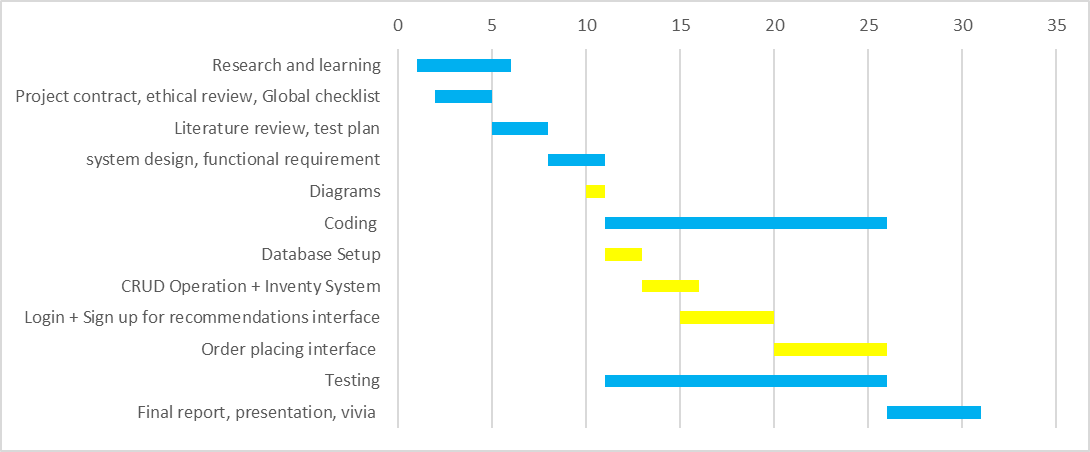 0 5 10 15 20 25 30 35
Research and learning
Project contract, ethical review, Global checklist
Literature review, test plan
system design, functional requirement
Diagrams
Coding
Database Setup
CRUD Operation + Inventy System
Login + Sign up for recommendations interface
Order placing interface
Testing
Final report, presentation, vivia